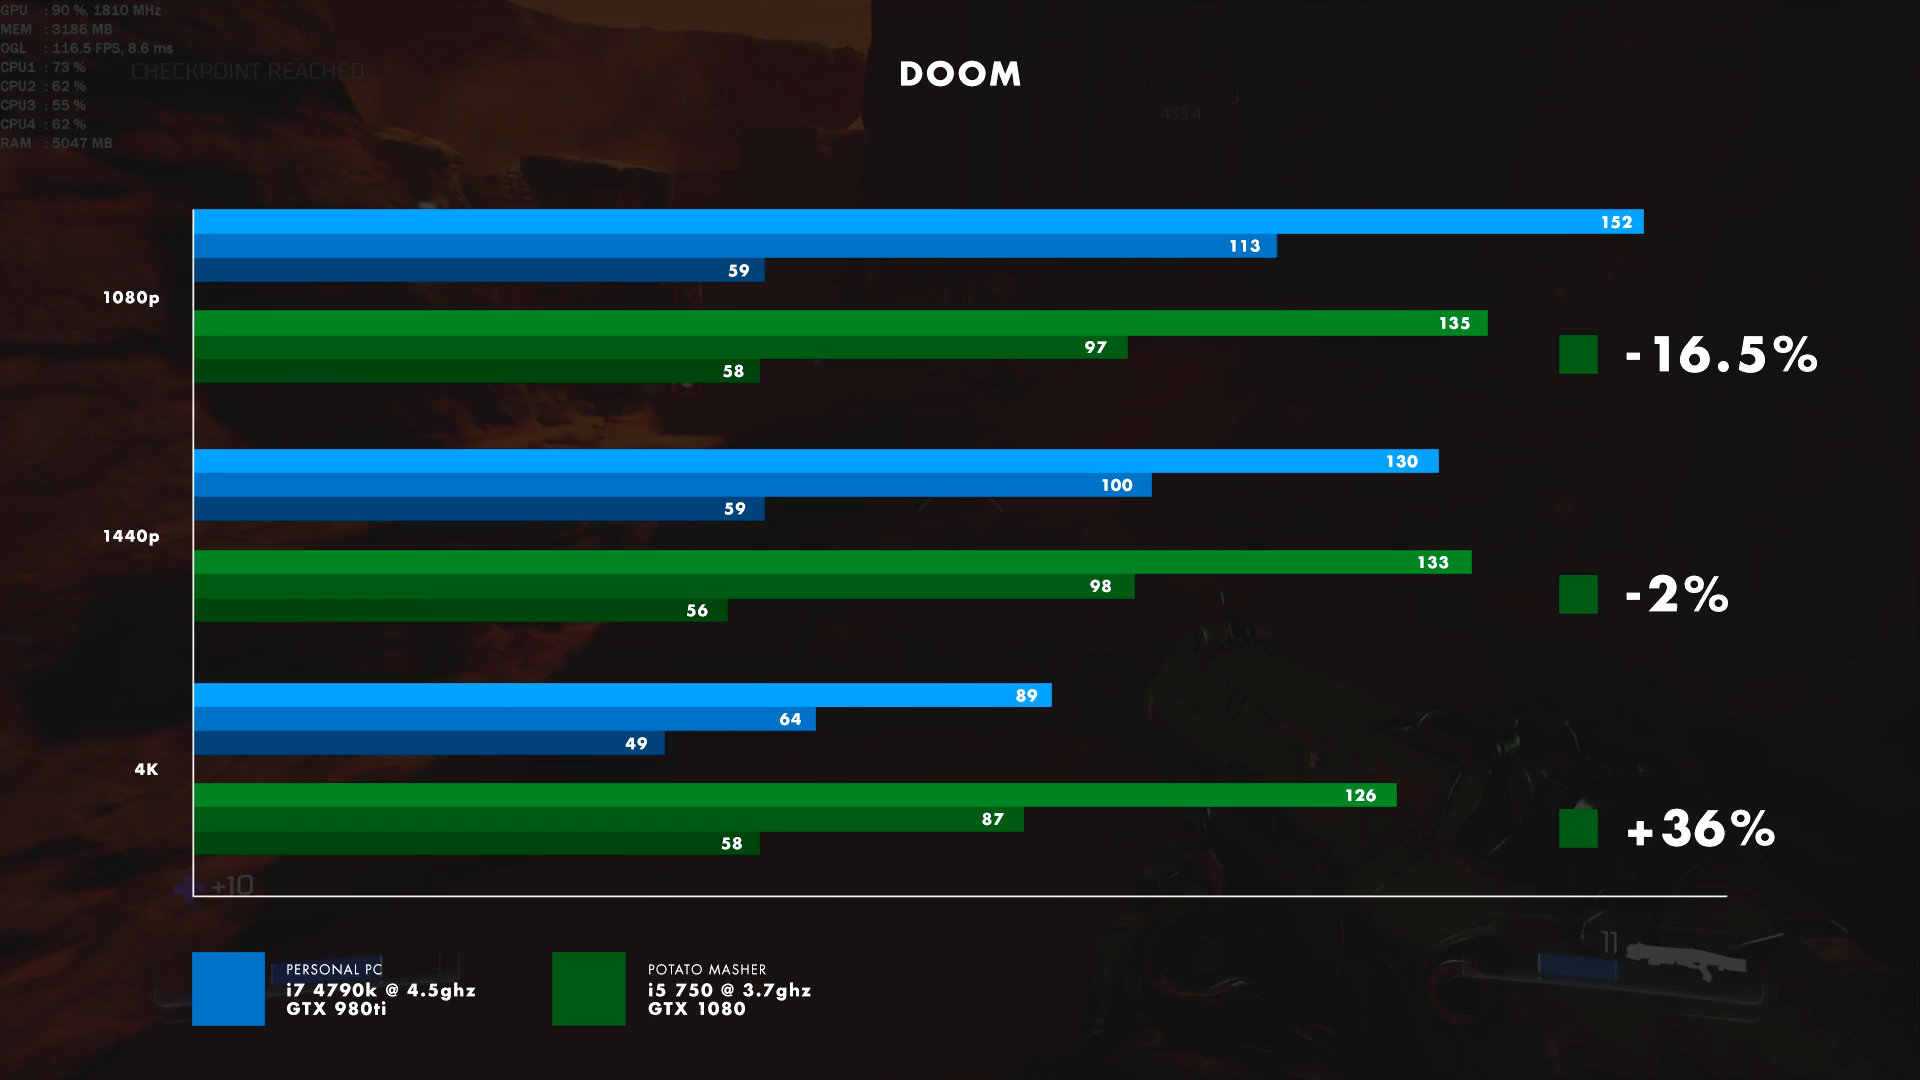 GPU : 90 %, 1810 MHz
MEM : 3186 MB
OGL : 116.5 FPS, 8.6 ms
CPU1 : 73 %
CPU2 : 62 %
CPU3 : 55 %
CPU4 : 62 %
RAM : 5047 MB
CHECKPOINT REACHED
DOOM
433.4
152
113
59
1080p
135
97
58
-16.5%
130
100
59
1440p
133
98
56
-2%
89
64
49
4K
126
87
58
+36%
+10
11
PERSONAL PC
i7 4790k @ 4.5ghz
GTX 980ti
POTATO MASHER
i5 750 @ 3.7ghz
GTX 1080